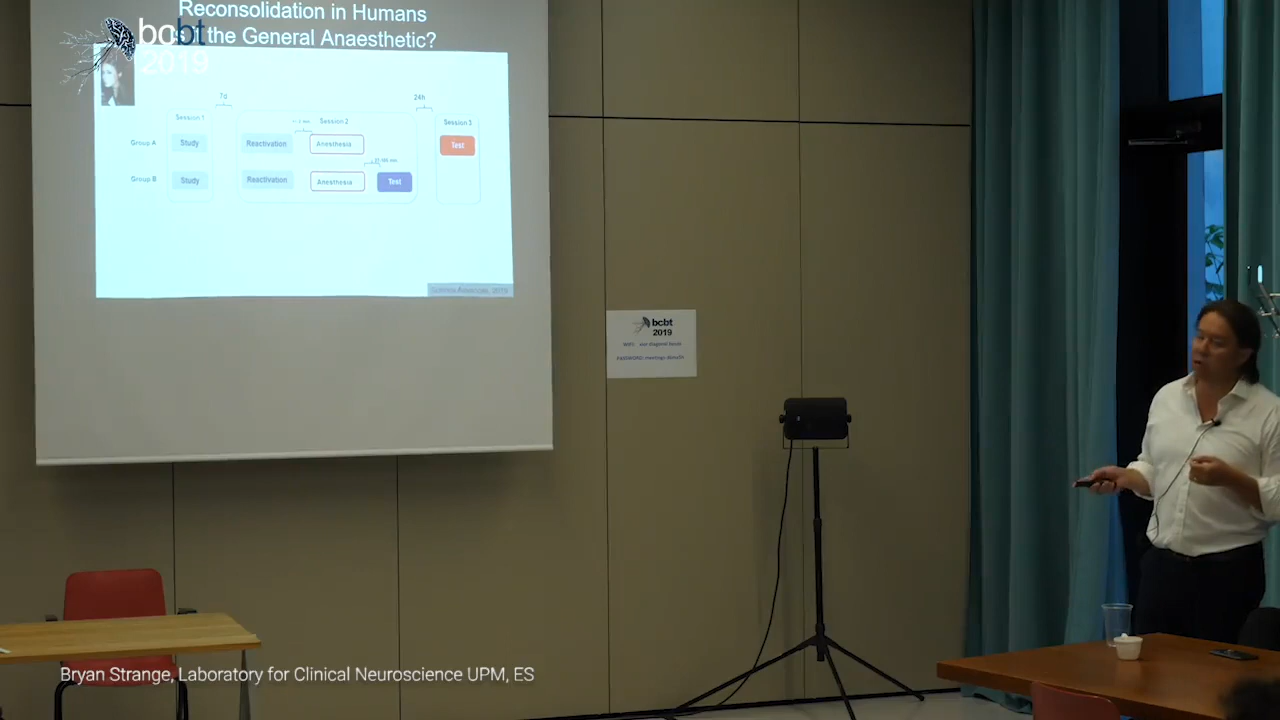 Reconsolidation in Humans
the General Anaesthetic?
bcbt
2019
7d
24h
Session 1
Session 2
Session 3
Group A
Study
Reactivation
Anesthesia
Test
Group B
Study
Reactivation
Anesthesia
Test
bcbt
2019
Bryan Strange, Laboratory for Clinical Neuroscience UPM, ES